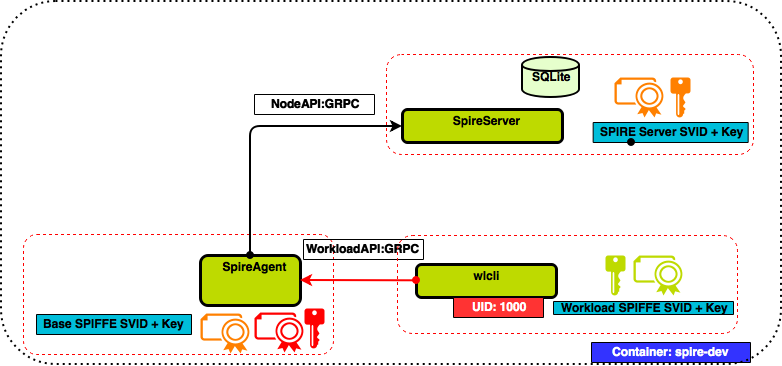 SQLite
NodeAPI:GRPC
SpireServer
SPIRE Server SVID + Key
WorkloadAPI:GRPC
SpireAgent
wlcli
UID: 1000
Workload SPIFFE SVID + Key
Base SPIFFE SVID + Key
Container: spire-dev